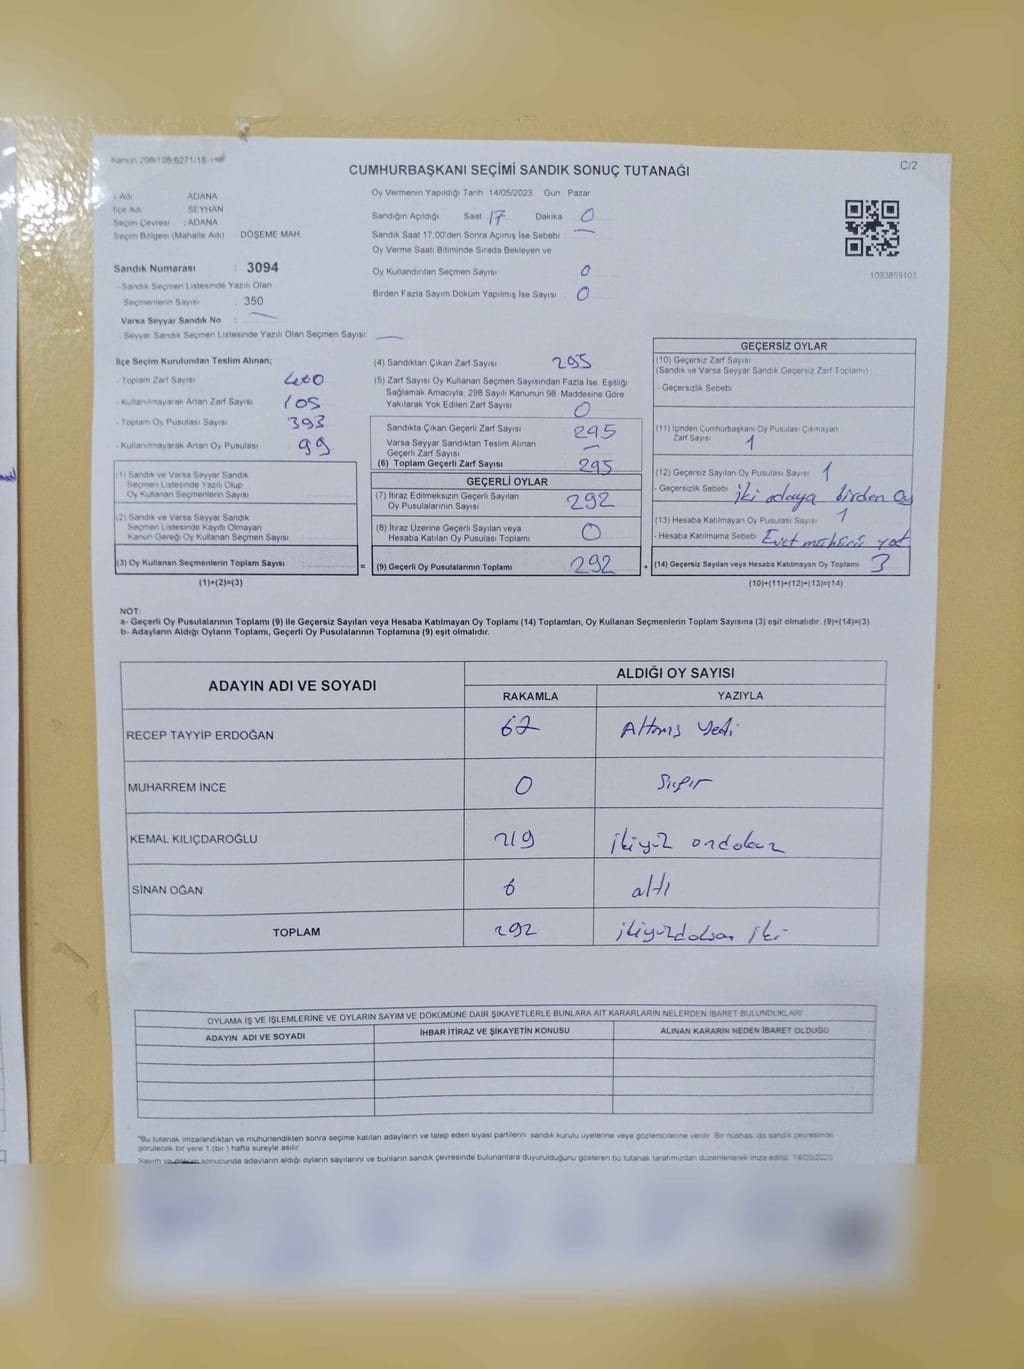 Kanun 298/105,6271/16-19
CUMHURBAŞKANI SEÇİMİ SANDIK SONUÇ TUTANAĞI
C/2
İl Adı ADANA
İlçe Adı SEYHAN
Seçim Çevresi : ADANA
Seçim Bölgesi (Mahalle Adı) DÖŞEME MAH.
Sandık Numarası : 3094
- Sandık Seçmen Listesinde Yazılı Olan
Seçmenlerin Sayısı : 350
Varsa Seyyar Sandık No :
- Seyyar Sandık Seçmen Listesinde Yazılı Olan Seçmen Sayısı:
Oy Vermenin Yapıldığı Tarih 14/05/2023 Gün Pazar
Sandığın Açıldığı Saat 17 Dakika 0
Sandık Saat 17.00'den Sonra Açmış İse Sebebi
Oy Verme Saati Bitiminde Sırada Bekleyen ve
Oy Kullandırılan Seçmen Sayısı 0
Birden Fazla Sayım Döküm Yapılmış İse Sayısı 0
1093859103
İlçe Seçim Kurulundan Teslim Alınan;
- Toplam Zarf Sayısı 400
- Kullanılmayarak Artan Zarf Sayısı 105
- Toplam Oy Pusulası Sayısı 393
- Kullanılmayarak Artan Oy Pusulası 99
(1) Sandık ve Varsa Seyyar Sandık
Seçmen Listesinde Yazılı Olup
Oy Kullanan Seçmenlerin Sayısı
(2) Sandık ve Varsa Seyyar Sandık
Seçmen Listesinde Kayıtlı Olmayan
Kanun Gereği Oy Kullanan Seçmen Sayısı
(3) Oy Kullanan Seçmenlerin Toplam Sayısı :
(1)+(2)=(3)
(4) Sandıktan Çıkan Zarf Sayısı 295
(5) Zarf Sayısı Oy Kullanan Seçmen Sayısından Fazla İse, Eşitliği
Sağlamak Amacıyla, 298 Sayılı Kanunun 98. Maddesine Göre
Yakılarak Yok Edilen Zarf Sayısı 0
Sandıkta Çıkan Geçerli Zarf Sayısı 295
Varsa Seyyar Sandıktan Teslim Alınan
Geçerli Zarf Sayısı
(6) Toplam Geçerli Zarf Sayısı 295
GEÇERLİ OYLAR
(7) İtiraz Edilmeksizin Geçerli Sayılan
Oy Pusulalarının Sayısı 292
(8) İtiraz Üzerine Geçerli Sayılan veya
Hesaba Katılan Oy Pusulası Toplamı 0
= (9) Geçerli Oy Pusulalarının Toplamı 292
GEÇERSİZ OYLAR
(10) Geçersiz Zarf Sayısı
(Sandık ve Varsa Seyyar Sandık Geçersiz Zarf Toplamı)
- Geçersizlik Sebebi
(11) İçinden Cumhurbaşkanı Oy Pusulası Çıkmayan
Zarf Sayısı 1
(12) Geçersiz Sayılan Oy Pusulası Sayısı 1
- Geçersizlik Sebebi iki adaya birden oy
(13) Hesaba Katılmayan Oy Pusulası Sayısı 1
- Hesaba Katılmama Sebebi Evet mührü yok
+ (14) Geçersiz Sayılan veya Hesaba Katılmayan Oy Toplamı 3
(10)+(11)+(12)+(13)=(14)
NOT:
a- Geçerli Oy Pusulalarının Toplamı (9) ile Geçersiz Sayılan veya Hesaba Katılmayan Oy Toplamı (14) Toplamları, Oy Kullanan Seçmenlerin Toplam Sayısına (3) eşit olmalıdır. (9)+(14)=(3)
b- Adayların Aldığı Oyların Toplamı, Geçerli Oy Pusulalarının Toplamına (9) eşit olmalıdır.
ADAYIN ADI VE SOYADI ALDIĞI OY SAYISI
RAKAMLA YAZIYLA
RECEP TAYYİP ERDOĞAN 67 Altmış Yedi
MUHARREM İNCE 0 Sıfır
KEMAL KILIÇDAROĞLU 219 ikiyüz ondokuz
SİNAN OĞAN 6 altı
TOPLAM 292 ikiyüzdoksan iki
OYLAMA İŞ VE İŞLEMLERİNE VE OYLARIN SAYIM VE DÖKÜMÜNE DAİR ŞİKAYETLERLE BUNLARA AİT KARARLARIN NELERDEN İBARET BULUNDUKLARI
ADAYIN ADI VE SOYADI İHBAR İTİRAZ VE ŞİKAYETİN KONUSU ALINAN KARARIN NEDEN İBARET OLDUĞU
"Bu tutanak imzalandıktan ve mühürlendikten sonra seçime katılan adayların ve talep eden siyasi partilerin sandık kurulu üyelerine veya gözlemcilerine verilir. Bir nüshası da sandık çevresinde
görülecek bir yere 1 (bir) hafta süreyle asılır.
Sayım ve döküm sonucunda adayların aldığı oyların sayılarını ve bunların sandık çevresinde bulunanlara duyurulduğunu gösteren bu tutanak tarafımızdan düzenlenerek imza edildi. 14/05/2023